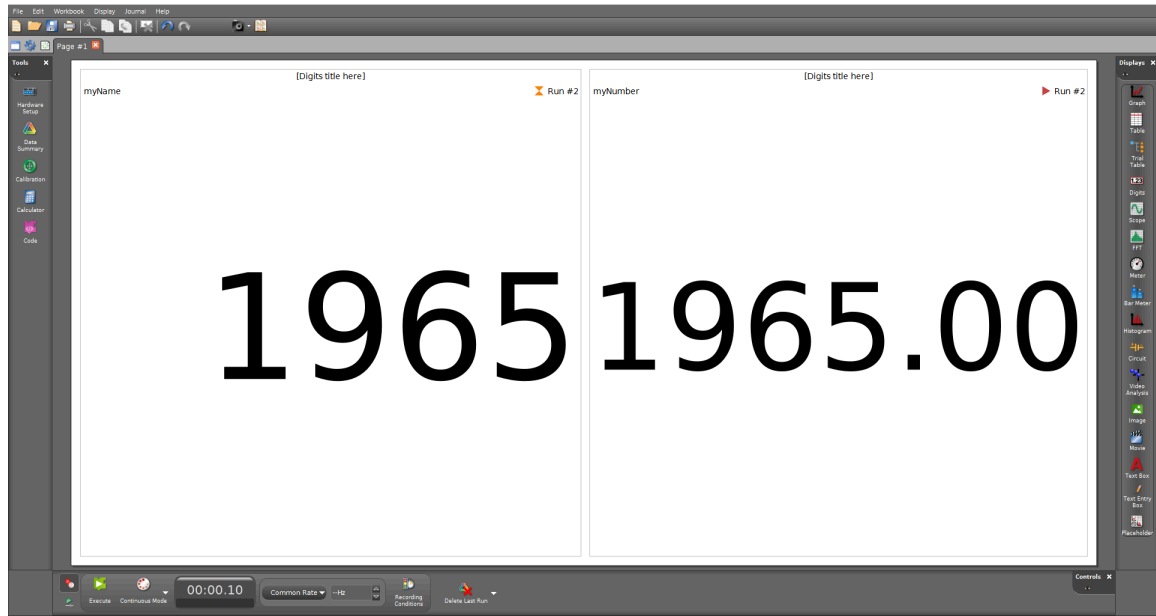 File Edit Workbook Display Journal Help
Page #1
Tools
Hardware
Setup
Data
Summary
Calibration
Calculator
Code
[Digits title here]
myName
Run #2
1965
[Digits title here]
myNumber
Run #2
1965.00
Displays
Graph
Table
Trial
Table
1.23
Digits
Scope
FFT
Meter
Bar Meter
Histogram
Circuit
Video
Analysis
Image
Movie
Text Box
Text Entry
Box
Placeholder
Execute
Continuous Mode
00:00.10
Common Rate
--Hz
Recording
Conditions
Delete Last Run
Controls